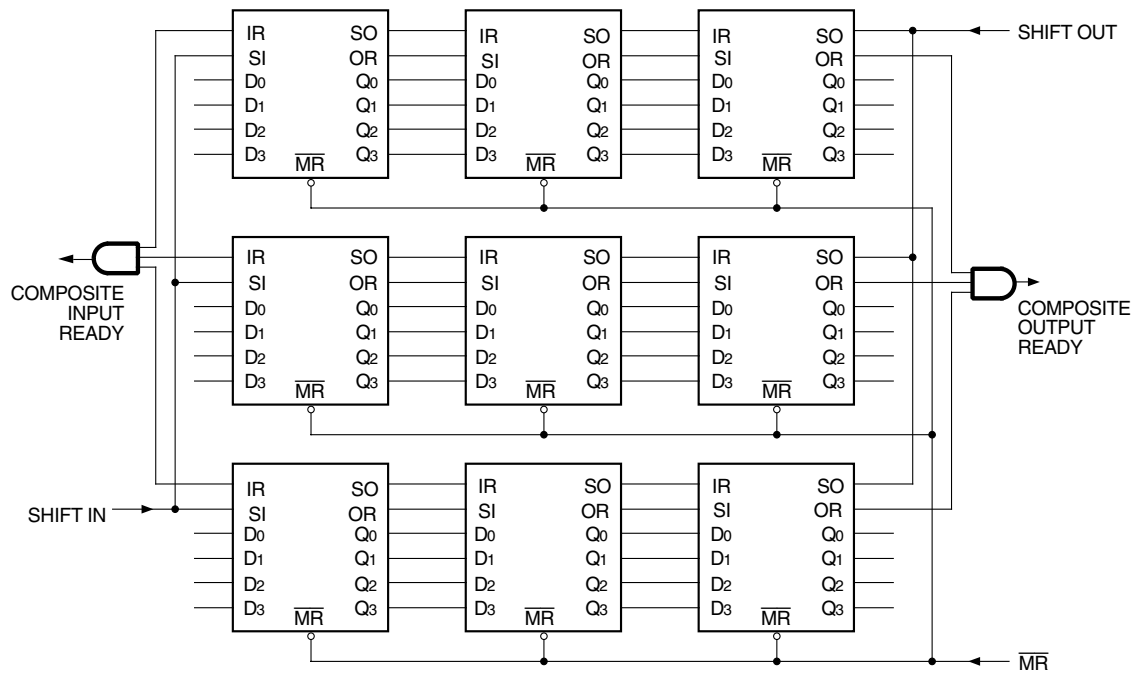 IR SO IR SO IR SO SHIFT OUT
SI OR SI OR SI OR
D0 Q0 D0 Q0 D0 Q0
D1 Q1 D1 Q1 D1 Q1
D2 Q2 D2 Q2 D2 Q2
D3 Q3 D3 Q3 D3 Q3
MR MR MR
IR SO IR SO IR SO
SI OR SI OR SI OR
D0 Q0 D0 Q0 D0 Q0
D1 Q1 D1 Q1 D1 Q1
D2 Q2 D2 Q2 D2 Q2
D3 Q3 D3 Q3 D3 Q3
MR MR MR
COMPOSITE
INPUT
READY
COMPOSITE
OUTPUT
READY
IR SO IR SO IR SO
SHIFT IN SI OR SI OR SI OR
D0 Q0 D0 Q0 D0 Q0
D1 Q1 D1 Q1 D1 Q1
D2 Q2 D2 Q2 D2 Q2
D3 Q3 D3 Q3 D3 Q3
MR MR MR
MR